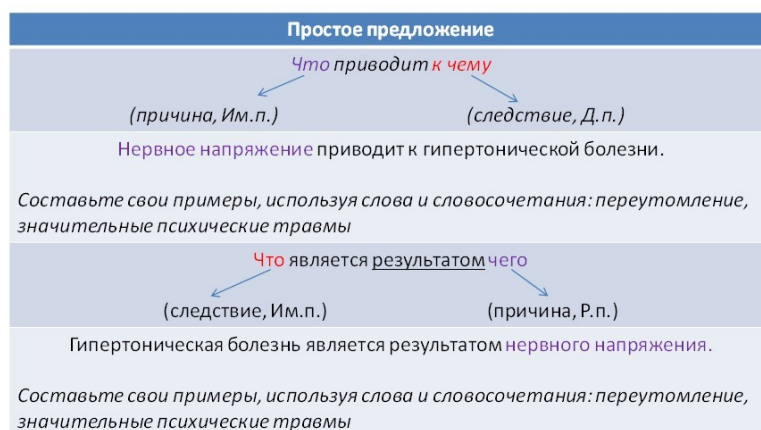 Простое предложение
Что приводит к чему
(причина, Им.п.) (следствие, Д.п.)
Нервное напряжение приводит к гипертонической болезни.
Составьте свои примеры, используя слова и словосочетания: переутомление,
значительные психические травмы
Что является результатом чего
(следствие, Им.п.) (причина, Р.п.)
Гипертоническая болезнь является результатом нервного напряжения.
Составьте свои примеры, используя слова и словосочетания: переутомление,
значительные психические травмы